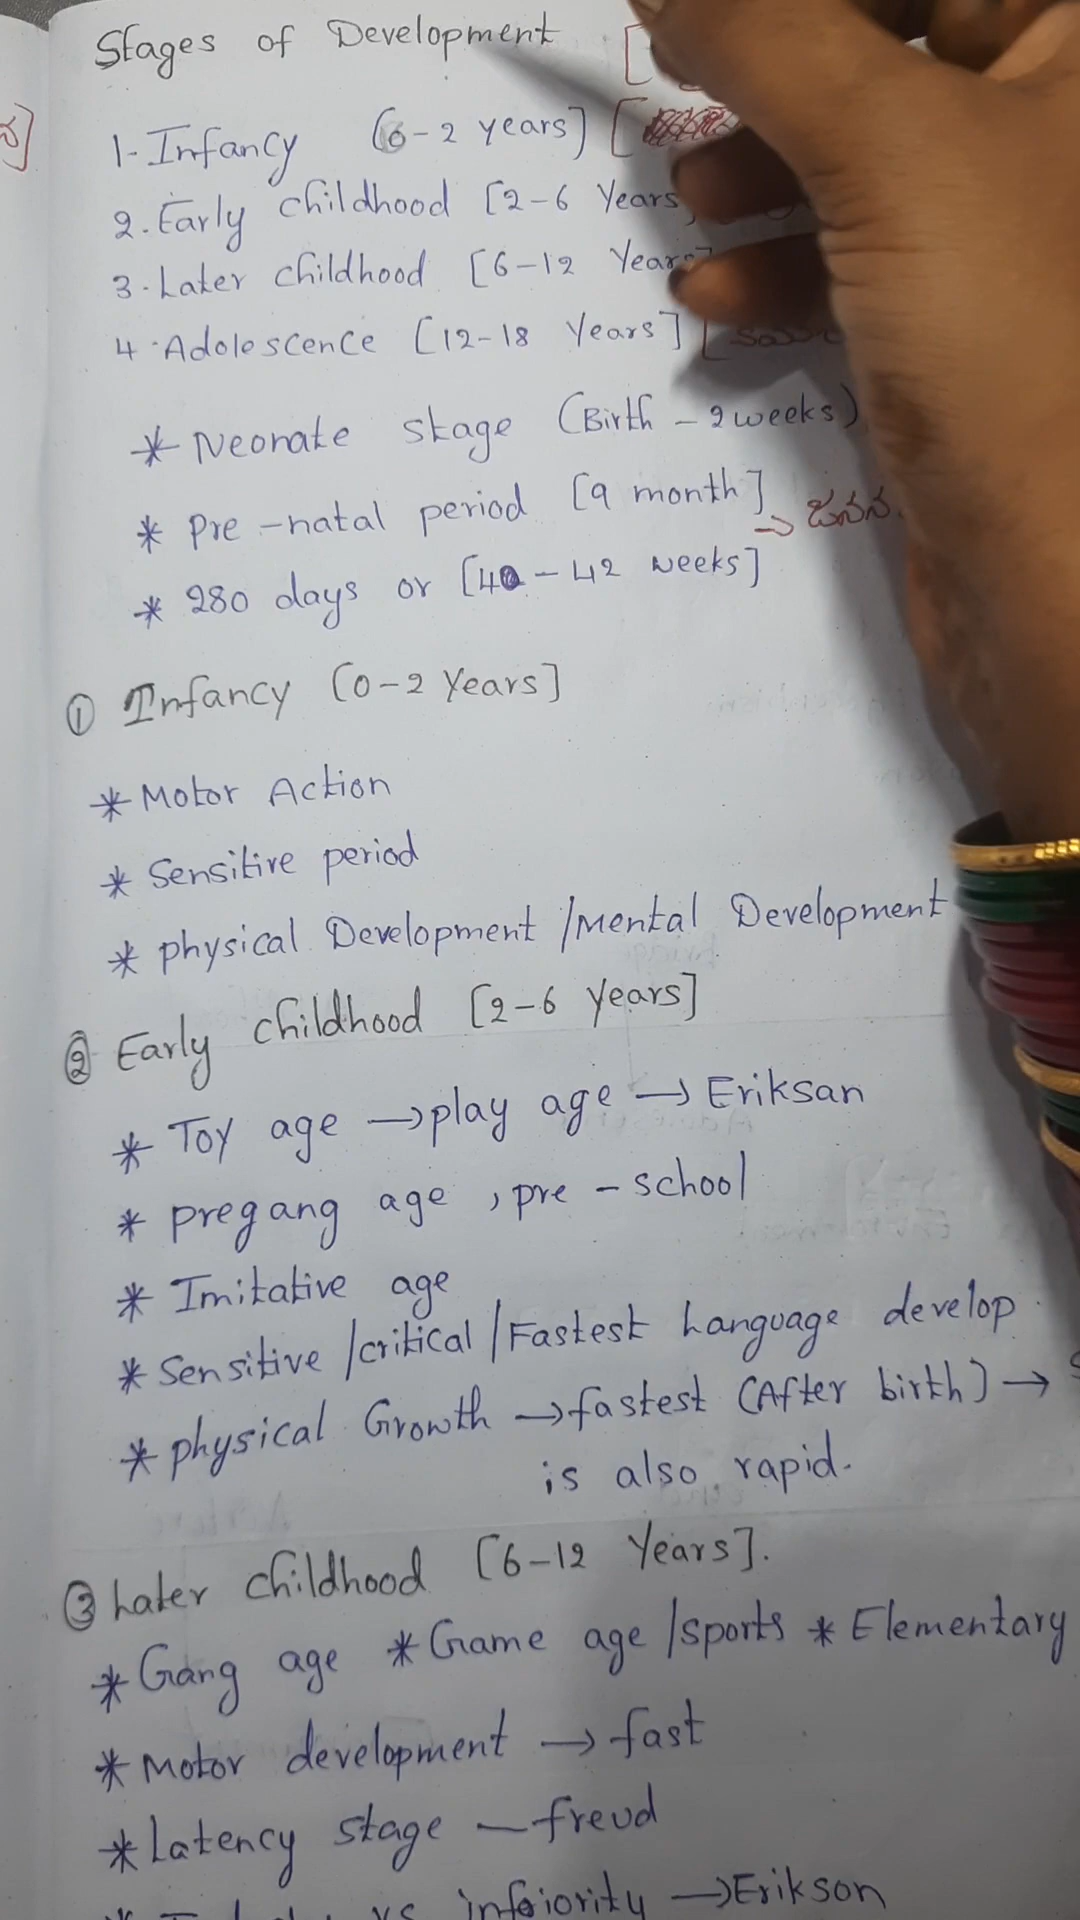 Stages of Development [
1- Infancy [0-2 years] [
2. Early childhood [2-6 Years
3. Later childhood [6-12 Years]
4. Adolescence [12-18 Years] [
* Neonate stage (Birth - 2 weeks)
* Pre-natal period [9 month]
→ ಜನನ
* 280 days or [40-42 weeks]
① Infancy [0-2 Years]
* Motor Action
* Sensitive period
* physical Development / Mental Development
② Early childhood [2-6 years]
* Toy age → play age → Eriksan
* pregang age, pre-school
* Imitative age
* Sensitive / critical / Fastest Language develop
* physical Growth → fastest (After birth) →
is also rapid.
③ Later childhood [6-12 Years].
* Gang age * Game age / sports * Elementary
* Motor development → fast
* Latency stage - freud
* vs infeiority → Erikson